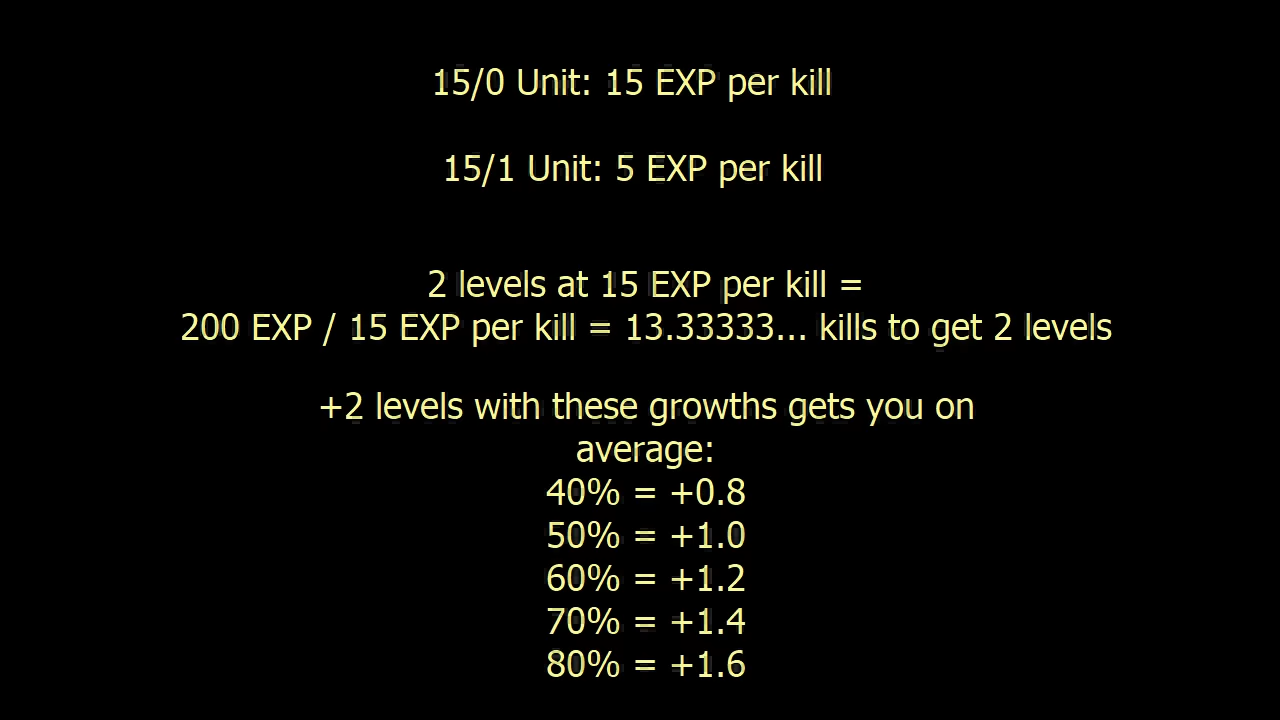 15/0 Unit: 15 EXP per kill
15/1 Unit: 5 EXP per kill
2 levels at 15 EXP per kill =
200 EXP / 15 EXP per kill = 13.33333... kills to get 2 levels
+2 levels with these growths gets you on
average:
40% = +0.8
50% = +1.0
60% = +1.2
70% = +1.4
80% = +1.6